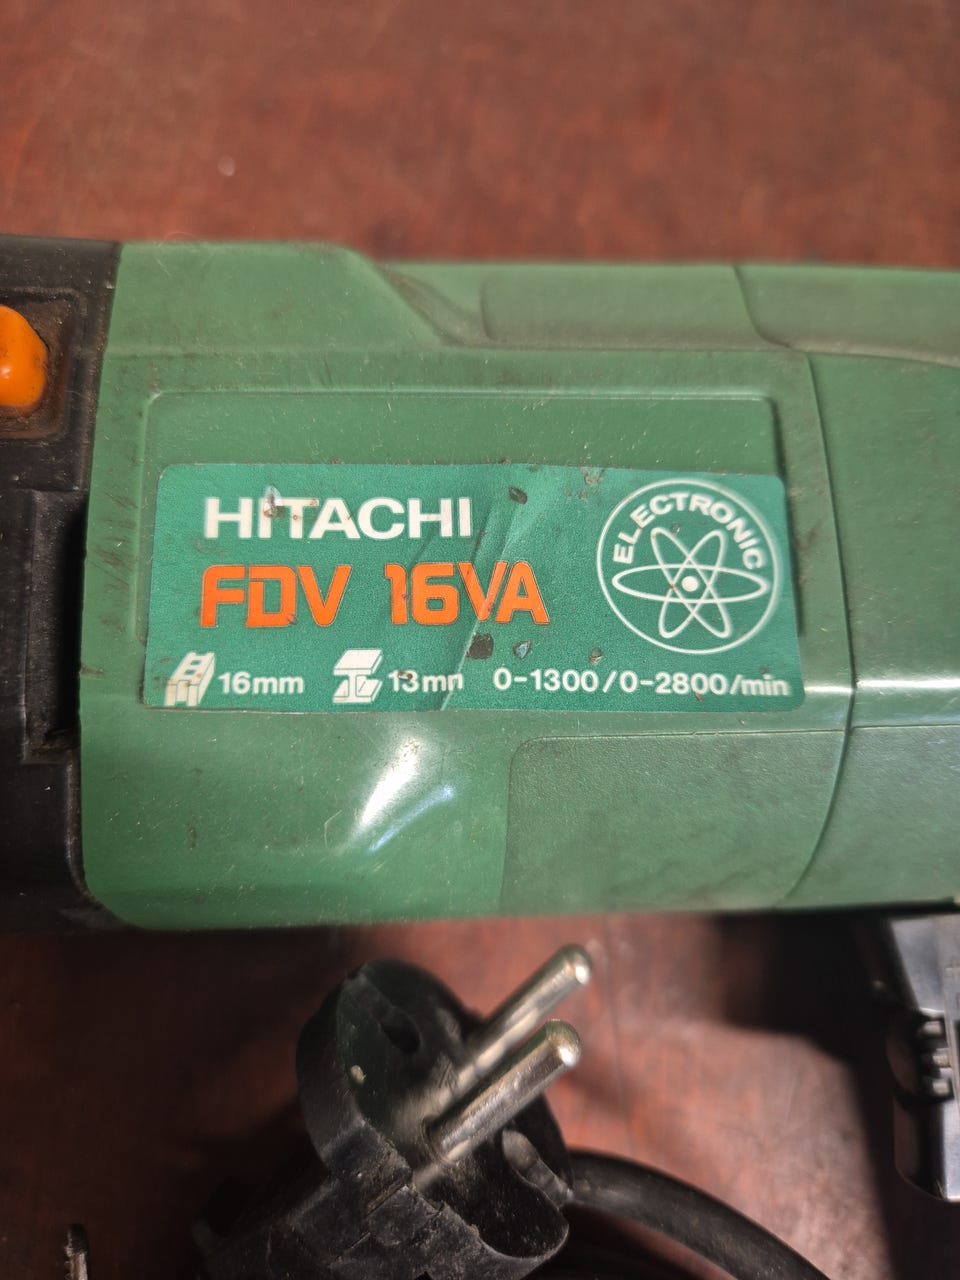 HITACHI
FDV 16VA
ELECTRONIC
16mm 13mm 0-1300/0-2800/min